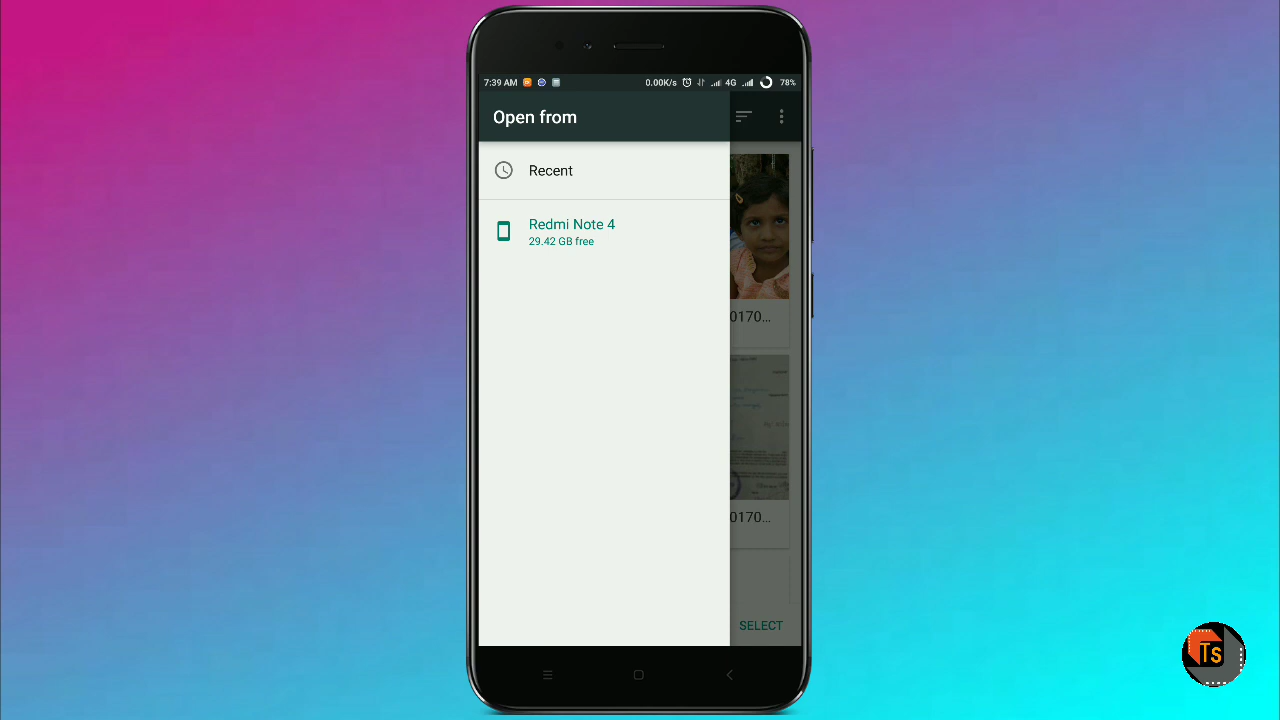 7:39 AM 0.00K/s 4G 78%
Open from
Recent
Redmi Note 4
29.42 GB free
0170...
0170...
SELECT
Ts